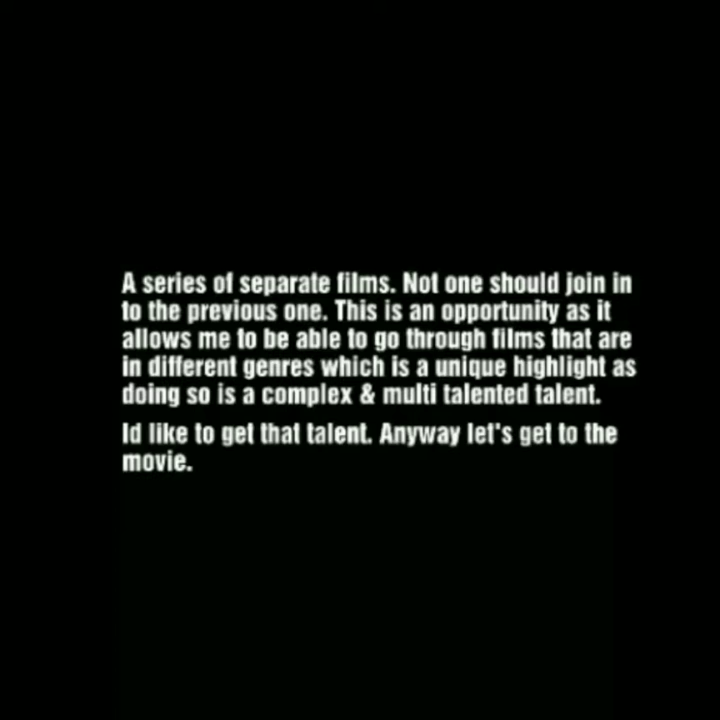 A series of separate films. Not one should join in
to the previous one. This is an opportunity as it
allows me to be able to go through films that are
in different genres which is a unique highlight as
doing so is a complex & multi talented talent.
Id like to get that talent. Anyway let's get to the
movie.